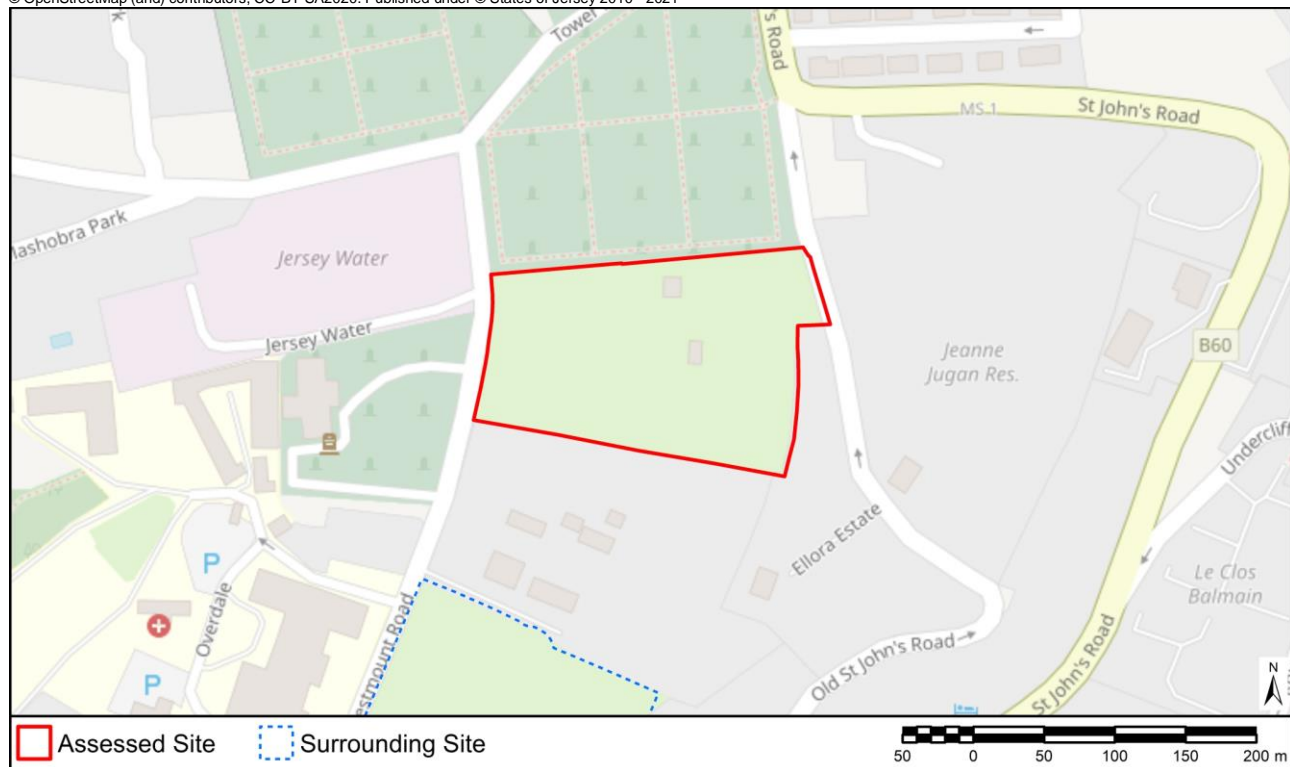 © OpenStreetMap (and) contributors, CC-BY-SA2020. Published under © States of Jersey 2016 - 2021
Tower
s Road
MS 1
St John's Road
Mashobra Park
Jersey Water
Jersey Water
Jeanne
Jugan Res.
B60
Undercliff
Ellora Estate
Le Clos
Balmain
P
Overdale
P
estmount Road
Old St John's Road
St John's Road
N
Assessed Site
Surrounding Site
50 0 50 100 150 200 m